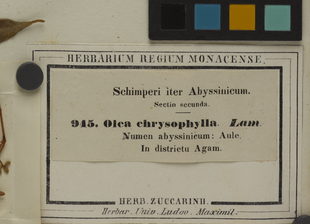 HERBARIUM REGIUM MONACENSE.
Schimperi iter Abyssinicum.
Sectio secunda.
945. Olea chrysophylla. Lam.
Nomen abyssinicum: Aule.
In districtu Agam.
HERB. ZUCCARINII.
Herbar. Univ. Ludov. Maximil.